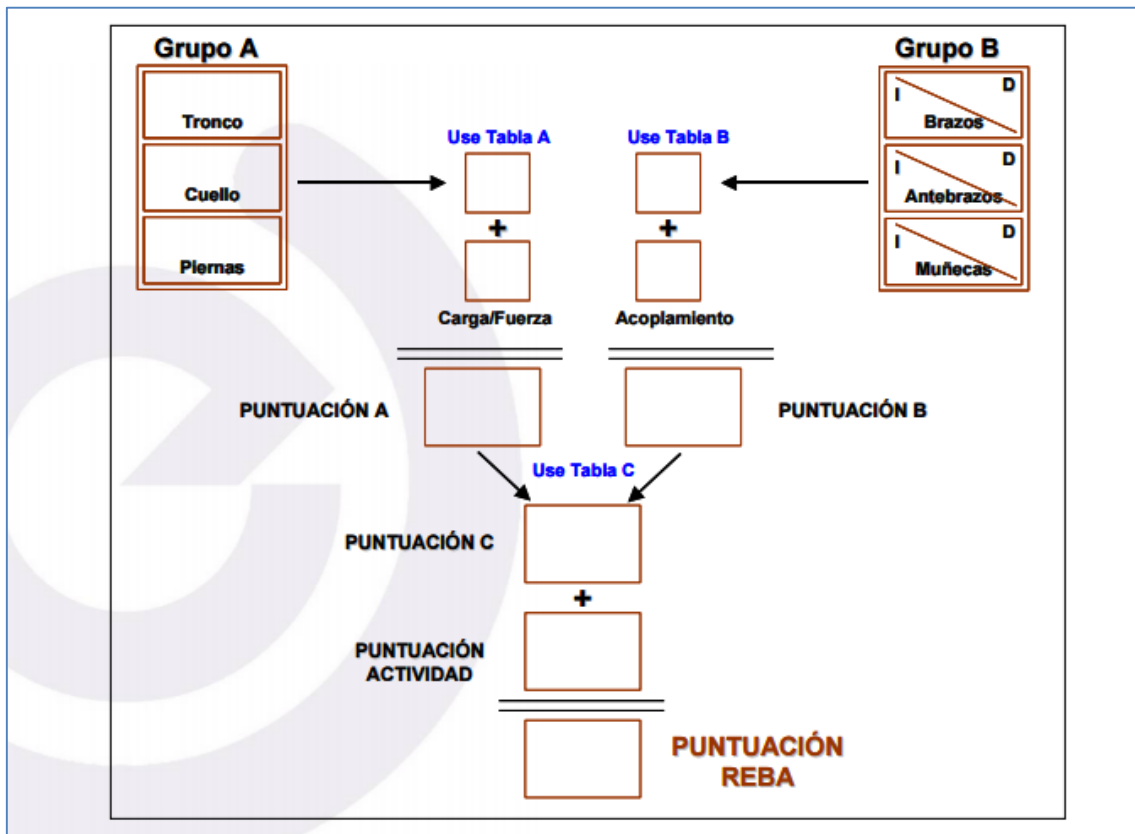 Grupo A
Grupo B
Tronco
Cuello
Piernas
I D
Brazos
I D
Antebrazos
I D
Muñecas
Use Tabla A
Use Tabla B
+
+
Carga/Fuerza
Acoplamiento
PUNTUACIÓN A
PUNTUACIÓN B
Use Tabla C
PUNTUACIÓN C
+
PUNTUACIÓN
ACTIVIDAD
PUNTUACIÓN
REBA